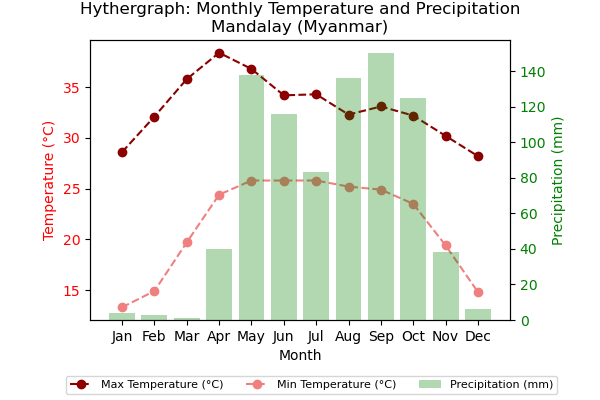 Hythergraph: Monthly Temperature and Precipitation
Mandalay (Myanmar)
Temperature (°C)
35
30
25
20
15
Precipitation (mm)
140
120
100
80
60
40
20
0
Jan Feb Mar Apr May Jun Jul Aug Sep Oct Nov Dec
Month
Max Temperature (°C) Min Temperature (°C) Precipitation (mm)